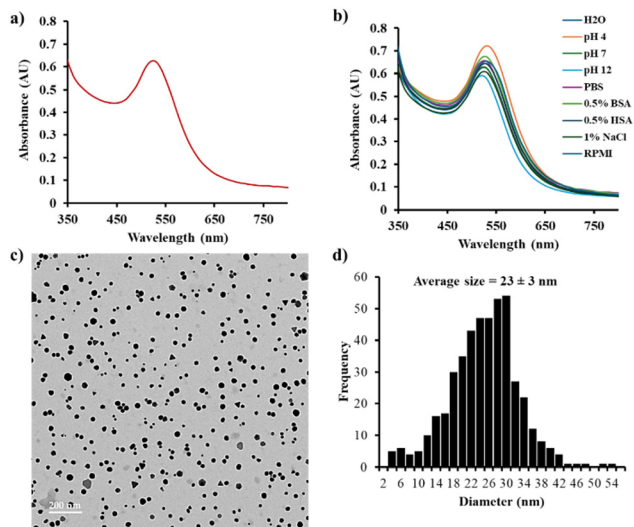 a)
0.8
0.7
0.6
0.5
0.4
0.3
0.2
0.1
0
Absorbance (AU)
350 450 550 650 750
Wavelength (nm)
b)
0.8
0.7
0.6
0.5
0.4
0.3
0.2
0.1
0
Absorbance (AU)
350 450 550 650 750
Wavelength (nm)
H2O
pH 4
pH 7
pH 12
PBS
0.5% BSA
0.5% HSA
1% NaCl
RPMI
c)
200 nm
d)
Average size = 23 ± 3 nm
60
50
40
30
20
10
0
Frequency
2 6 10 14 18 22 26 30 34 38 42 46 50 54
Diameter (nm)